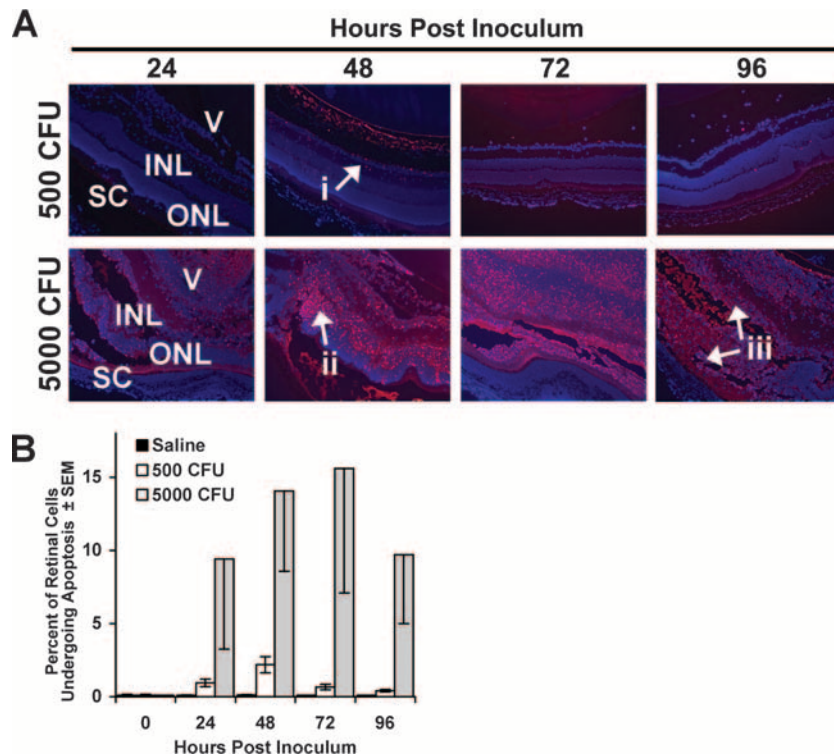 A
Hours Post Inoculum
24 48 72 96
500 CFU
V
INL
SC
ONL
i
5000 CFU
V
INL
ONL
SC
ii
iii
B
Saline
500 CFU
5000 CFU
Percent of Retinal Cells
Undergoing Apoptosis ± SEM
15
10
5
0
0 24 48 72 96
Hours Post Inoculum